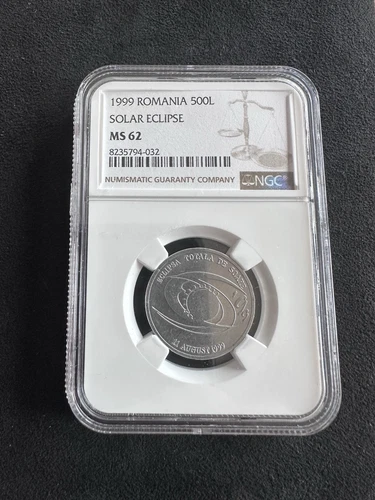 1999 ROMANIA 500L
SOLAR ECLIPSE
MS 62
8235794-032
NUMISMATIC GUARANTY COMPANY
NGC
ECLIPSA TOTALA DE SOARE
11 AUGUST 1999